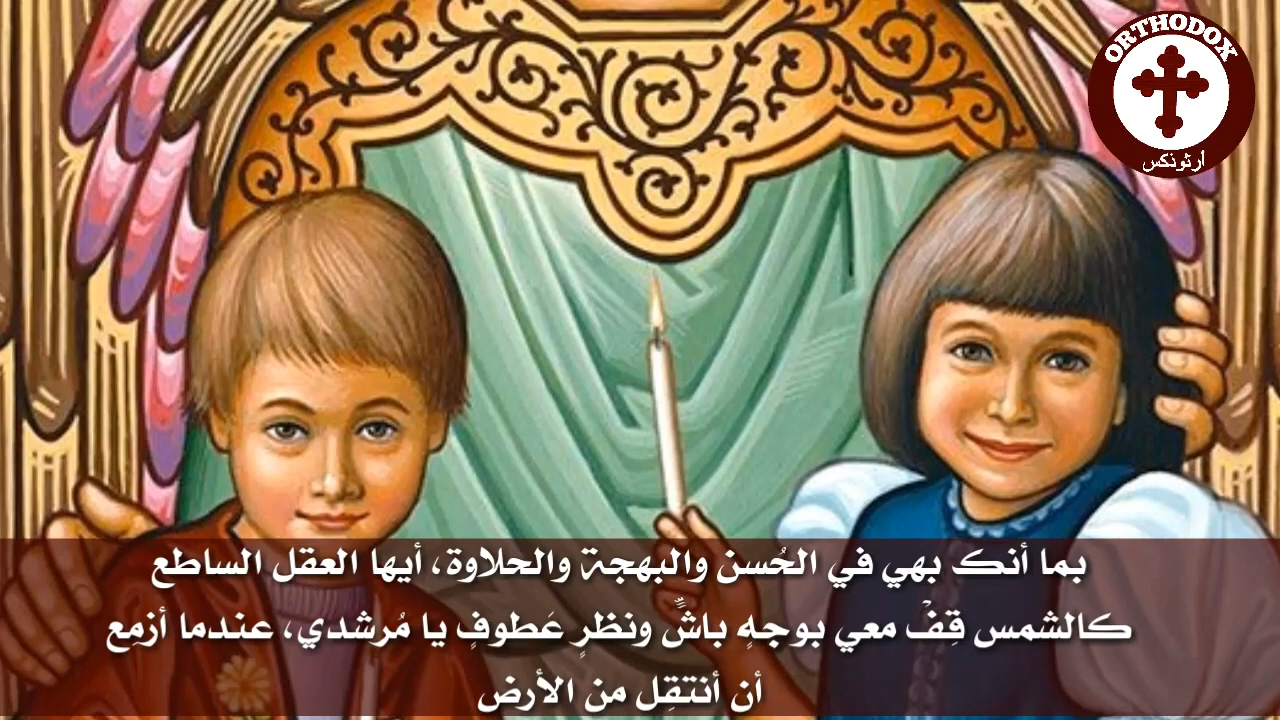 ORTHODOX
أرثوذكس
بما أنك بهي في الحُسن والبهجة والحلاوة، أيها العقل الساطع
كالشمس قِفْ معي بوجهٍ باشٍّ ونظرٍ عَطوفٍ يا مُرشدي، عندما أزمِع
أن أنتقِل من الأرض